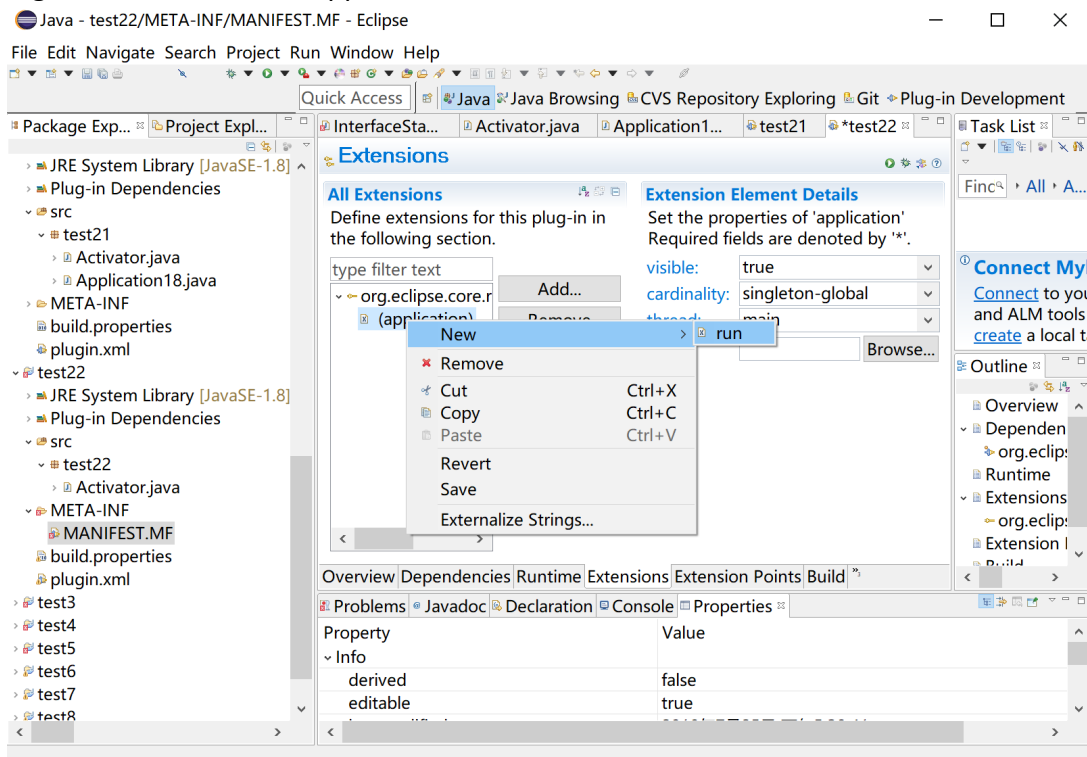 Java - test22/META-INF/MANIFEST.MF - Eclipse
File Edit Navigate Search Project Run Window Help
Quick Access Java Java Browsing CVS Repository Exploring Git Plug-in Development
Package Exp... Project Expl...
JRE System Library [JavaSE-1.8]
Plug-in Dependencies
src
test21
Activator.java
Application18.java
META-INF
build.properties
plugin.xml
test22
JRE System Library [JavaSE-1.8]
Plug-in Dependencies
src
test22
Activator.java
META-INF
MANIFEST.MF
build.properties
plugin.xml
test3
test4
test5
test6
test7
test8
InterfaceSta... Activator.java Application1... test21 *test22
Extensions
All Extensions
Define extensions for this plug-in in
the following section.
type filter text
org.eclipse.core.r
(application)
Add...
Remove
Extension Element Details
Set the properties of 'application'
Required fields are denoted by '*'.
visible: true
cardinality: singleton-global
thread: main
Browse...
New
run
Remove
Cut Ctrl+X
Copy Ctrl+C
Paste Ctrl+V
Revert
Save
Externalize Strings...
Overview Dependencies Runtime Extensions Extension Points Build
Problems Javadoc Declaration Console Properties
Property Value
Info
derived false
editable true
Task List
All A...
Connect Myl
Connect to you
and ALM tools
create a local t
Outline
Overview
Dependen
org.eclip
Runtime
Extensions
org.eclip
Extension
Build